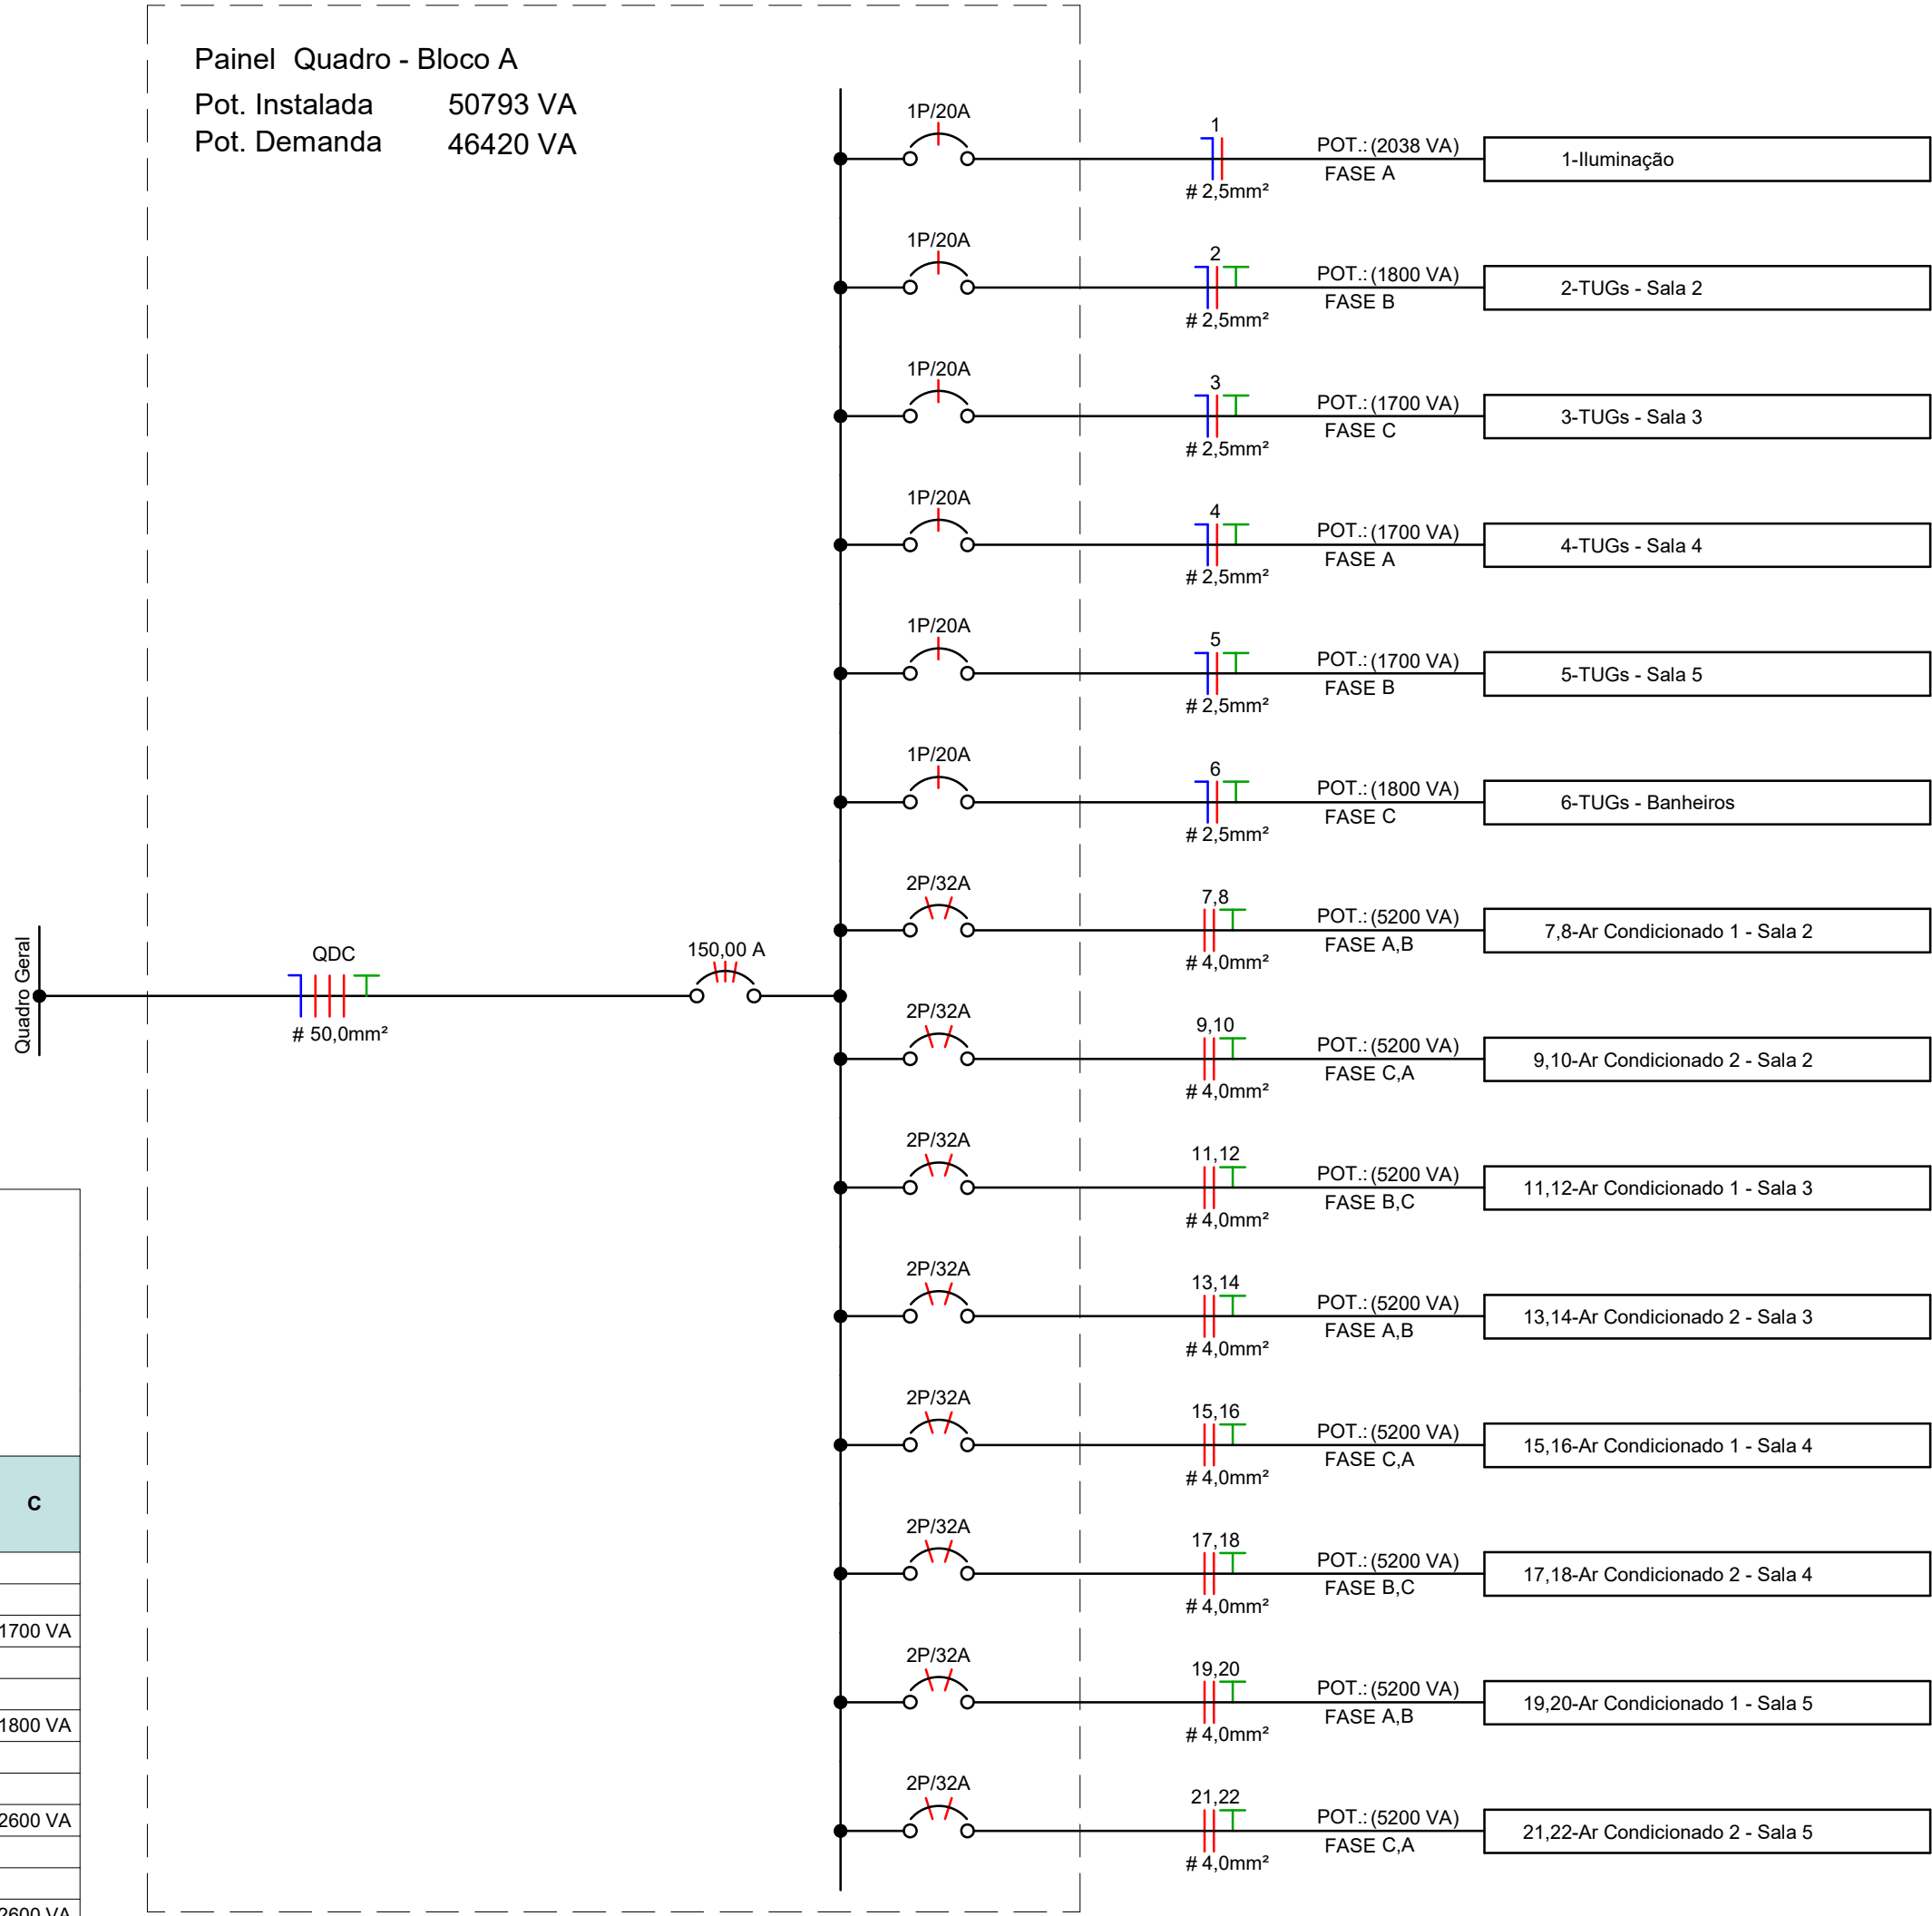 Painel Quadro - Bloco A
Pot. Instalada 50793 VA
Pot. Demanda 46420 VA
1P/20A
1
# 2,5mm²
POT.: (2038 VA)
FASE A
1-Iluminação
1P/20A
2
# 2,5mm²
POT.: (1800 VA)
FASE B
2-TUGs - Sala 2
1P/20A
3
# 2,5mm²
POT.: (1700 VA)
FASE C
3-TUGs - Sala 3
1P/20A
4
# 2,5mm²
POT.: (1700 VA)
FASE A
4-TUGs - Sala 4
1P/20A
5
# 2,5mm²
POT.: (1700 VA)
FASE B
5-TUGs - Sala 5
1P/20A
6
# 2,5mm²
POT.: (1800 VA)
FASE C
6-TUGs - Banheiros
2P/32A
7,8
# 4,0mm²
POT.: (5200 VA)
FASE A,B
7,8-Ar Condicionado 1 - Sala 2
Quadro Geral
QDC
# 50,0mm²
150,00 A
2P/32A
9,10
# 4,0mm²
POT.: (5200 VA)
FASE C,A
9,10-Ar Condicionado 2 - Sala 2
2P/32A
11,12
# 4,0mm²
POT.: (5200 VA)
FASE B,C
11,12-Ar Condicionado 1 - Sala 3
2P/32A
13,14
# 4,0mm²
POT.: (5200 VA)
FASE A,B
13,14-Ar Condicionado 2 - Sala 3
2P/32A
15,16
# 4,0mm²
POT.: (5200 VA)
FASE C,A
15,16-Ar Condicionado 1 - Sala 4
2P/32A
17,18
# 4,0mm²
POT.: (5200 VA)
FASE B,C
17,18-Ar Condicionado 2 - Sala 4
2P/32A
19,20
# 4,0mm²
POT.: (5200 VA)
FASE A,B
19,20-Ar Condicionado 1 - Sala 5
2P/32A
21,22
# 4,0mm²
POT.: (5200 VA)
FASE C,A
21,22-Ar Condicionado 2 - Sala 5
C
1700 VA
1800 VA
2600 VA
2600 VA